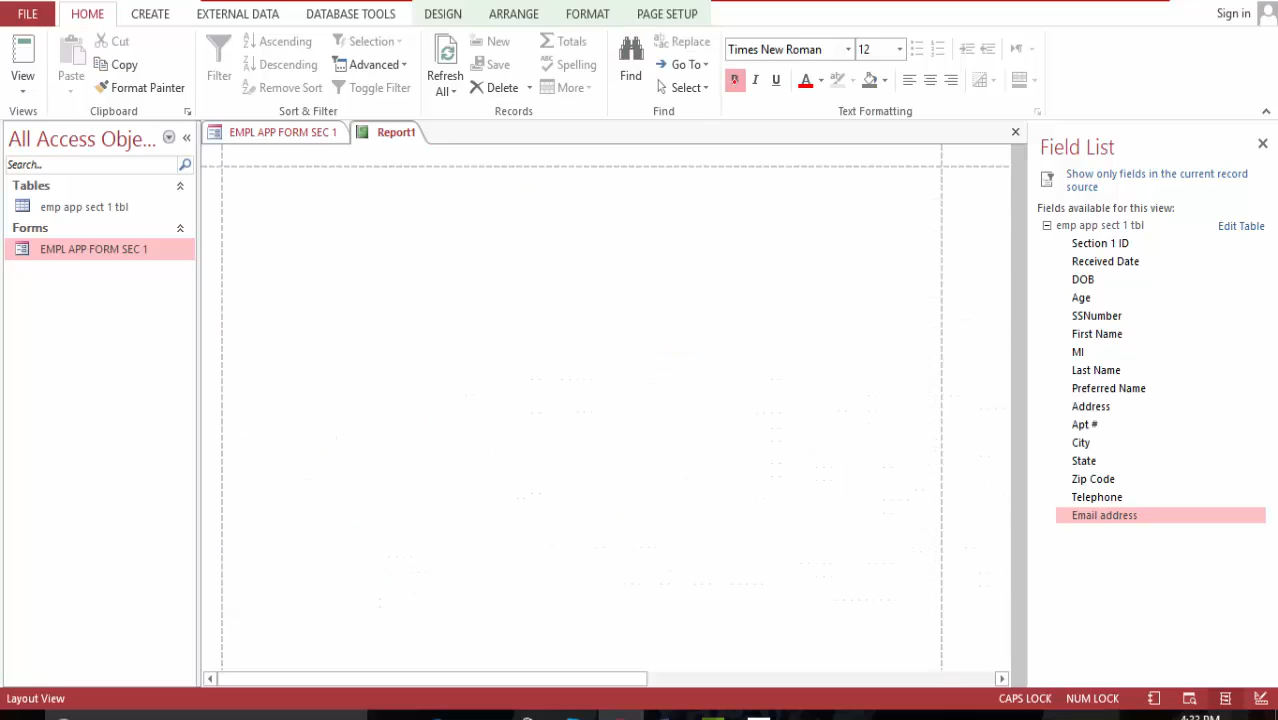 FILE HOME CREATE EXTERNAL DATA DATABASE TOOLS DESIGN ARRANGE FORMAT PAGE SETUP Sign in
View
Views
Paste
Cut
Copy
Format Painter
Clipboard
Filter
Ascending
Descending
Remove Sort
Selection
Advanced
Toggle Filter
Sort & Filter
Refresh
All
New
Save
Delete
Totals
Spelling
More
Records
Find
Replace
Go To
Select
Find
Times New Roman 12
B I U A
Text Formatting
All Access Obje...
Search...
Tables
emp app sect 1 tbl
Forms
EMPL APP FORM SEC 1
EMPL APP FORM SEC 1 Report1
Field List
Show only fields in the current record
source
Fields available for this view:
emp app sect 1 tbl Edit Table
Section 1 ID
Received Date
DOB
Age
SSNumber
First Name
MI
Last Name
Preferred Name
Address
Apt #
City
State
Zip Code
Telephone
Email address
Layout View CAPS LOCK NUM LOCK